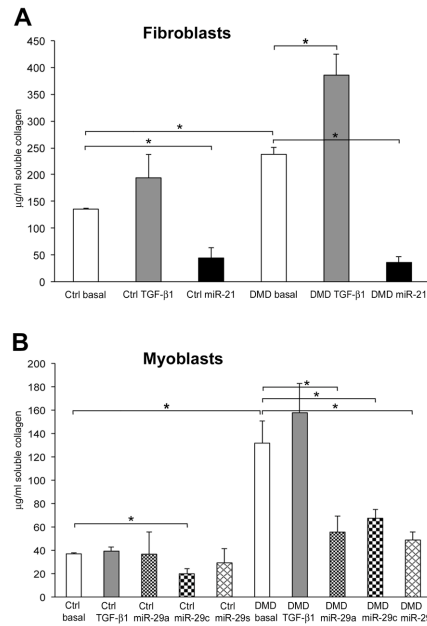 A
Fibroblasts
450
400
350
300
250
200
150
100
50
0
μg/ml soluble collagen
*
*
*
*
Ctrl basal
Ctrl TGF-β1
Ctrl miR-21
DMD basal
DMD TGF-β1
DMD miR-21
B
Myoblasts
200
180
160
140
120
100
80
60
40
20
0
μg/ml soluble collagen
*
*
*
*
*
Ctrl
basal
Ctrl
TGF-β1
Ctrl
miR-29a
Ctrl
miR-29c
Ctrl
miR-29s
DMD
basal
DMD
TGF-β1
DMD
miR-29a
DMD
miR-29c
DMD
miR-29